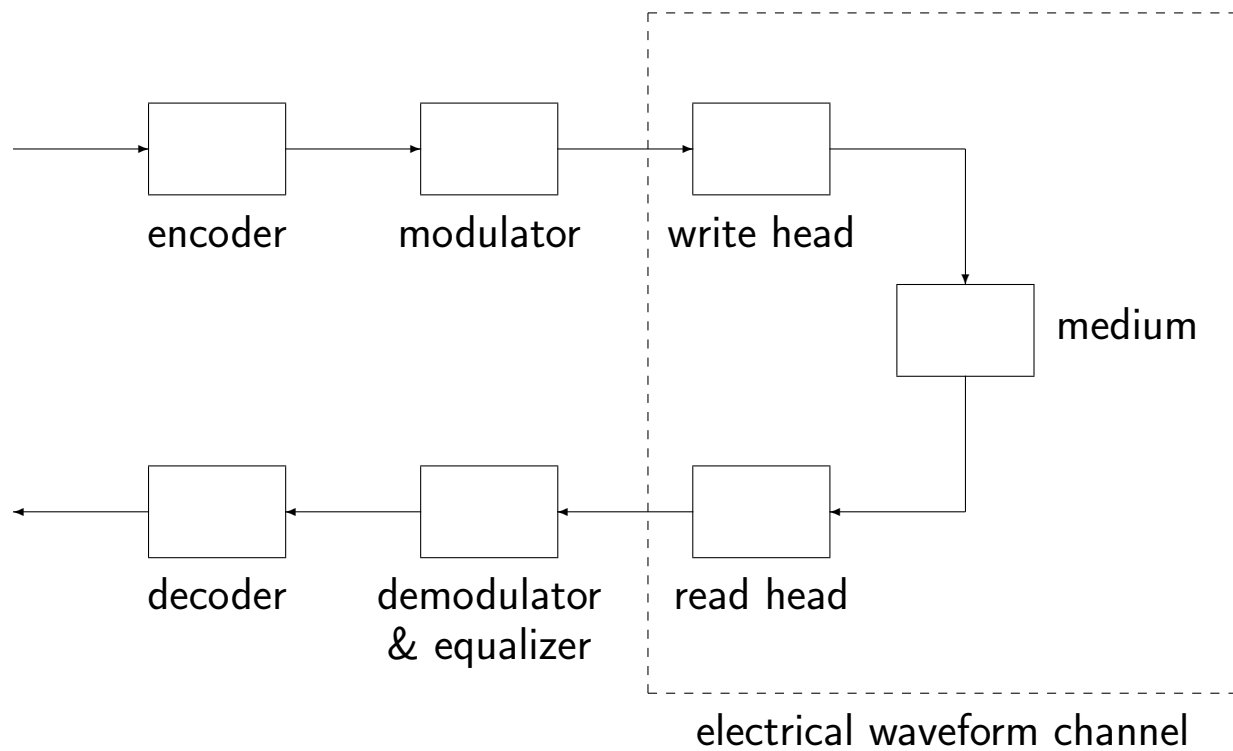 encoder
modulator
write head
medium
decoder
demodulator
& equalizer
read head
electrical waveform channel